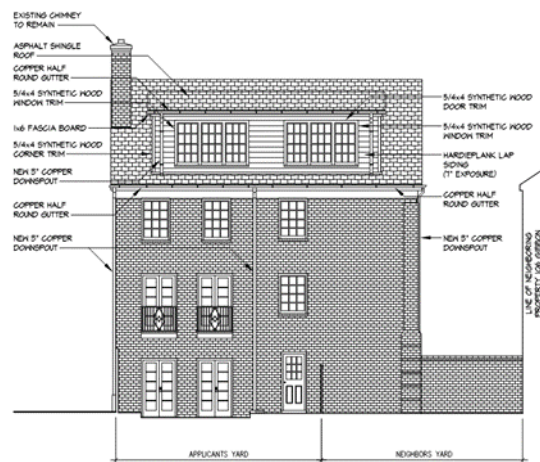 EXISTING CHIMNEY
TO REMAIN
ASPHALT SHINGLE
ROOF
COPPER HALF
ROUND GUTTER
5/4x4 SYNTHETIC WOOD
WINDOW TRIM
1x6 FASCIA BOARD
5/4x4 SYNTHETIC WOOD
CORNER TRIM
NEW 5" COPPER
DOWNSPOUT
COPPER HALF
ROUND GUTTER
NEW 5" COPPER
DOWNSPOUT
5/4x4 SYNTHETIC WOOD
DOOR TRIM
5/4x4 SYNTHETIC WOOD
WINDOW TRIM
HARDIEPLANK LAP
SIDING
(7" EXPOSURE)
COPPER HALF
ROUND GUTTER
NEW 5" COPPER
DOWNSPOUT
LINE OF NEIGHBORING
PROPERTY 106 GIBBON
APPLICANTS YARD
NEIGHBORS YARD